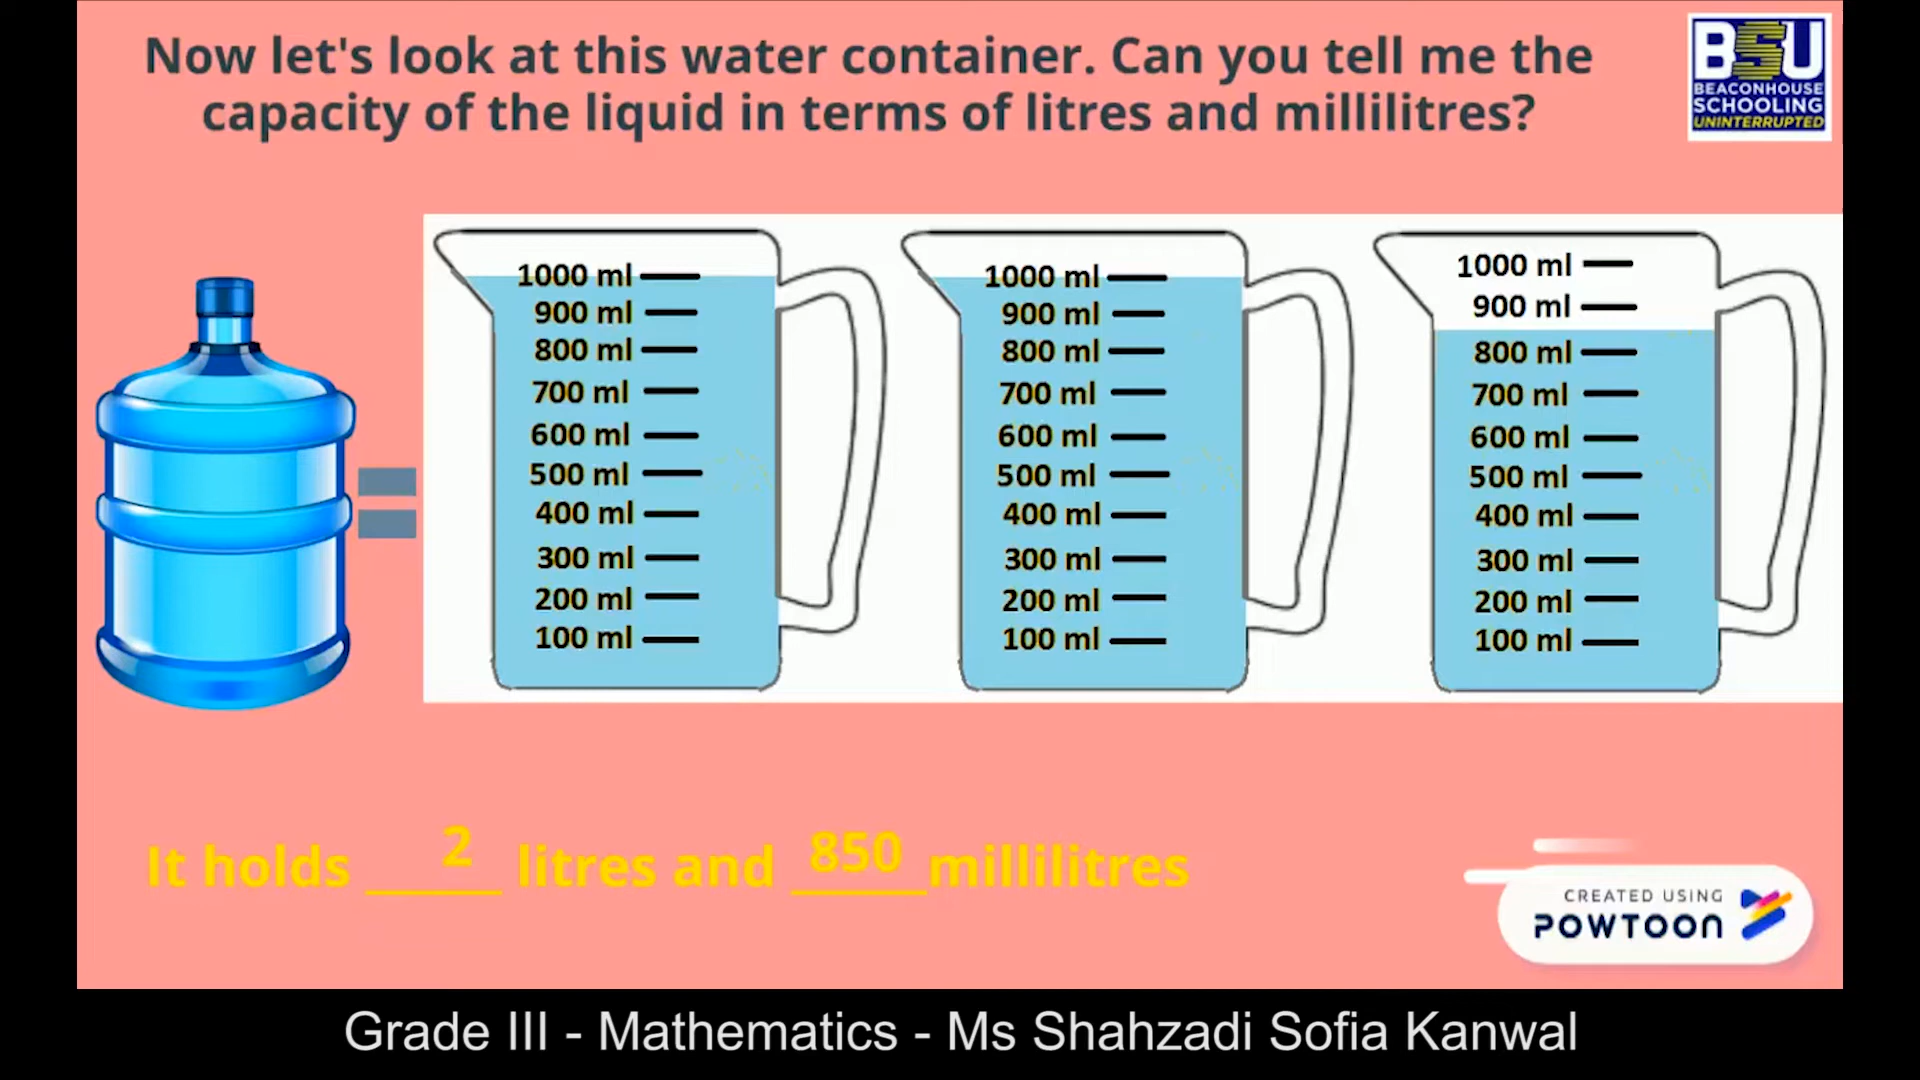 Now let's look at this water container. Can you tell me the
capacity of the liquid in terms of litres and millilitres?
BSU
BEACONHOUSE
SCHOOLING
UNINTERRUPTED
1000 ml
900 ml
800 ml
700 ml
600 ml
500 ml
400 ml
300 ml
200 ml
100 ml
1000 ml
900 ml
800 ml
700 ml
600 ml
500 ml
400 ml
300 ml
200 ml
100 ml
1000 ml
900 ml
800 ml
700 ml
600 ml
500 ml
400 ml
300 ml
200 ml
100 ml
It holds 2 litres and 850 millilitres
CREATED USING
POWTOON
Grade III - Mathematics - Ms Shahzadi Sofia Kanwal